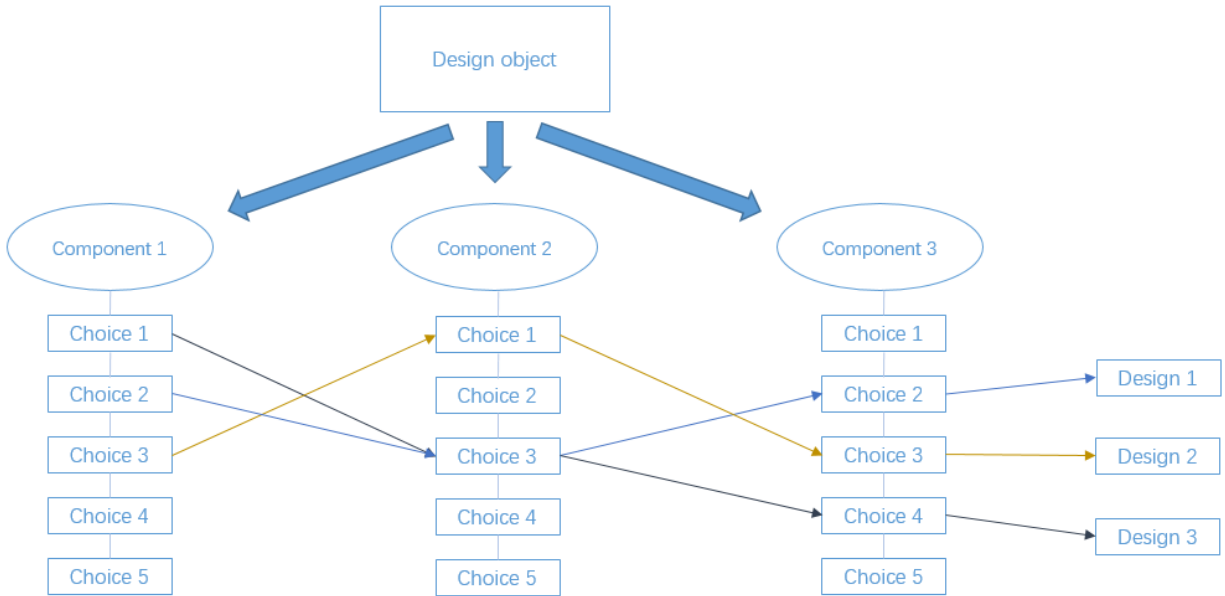 Design object
Component 1
Component 2
Component 3
Choice 1
Choice 1
Choice 1
Choice 2
Choice 2
Choice 2
Design 1
Choice 3
Choice 3
Choice 3
Design 2
Choice 4
Choice 4
Choice 4
Design 3
Choice 5
Choice 5
Choice 5